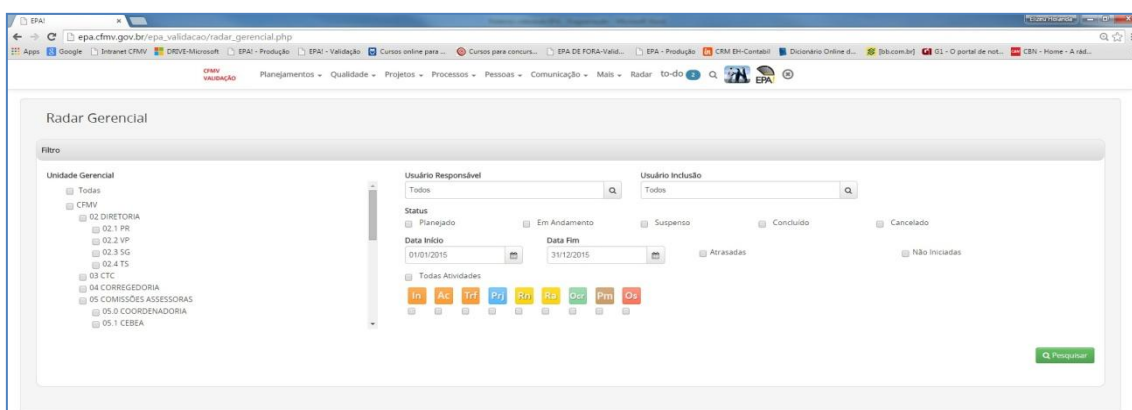 EPA!
epa.cfmv.gov.br/epa_validacao/radar_gerencial.php
Apps Google Intranet CFMV DRIVE-Microsoft EPA! - Produção EPA! - Validação Cursos online para ... Cursos para concurs... EPA DE FORA-Valid... EPA - Produção CRM EH-Contabil Dicionário Online d... [bb.com.br] G1 - O portal de not... CBN - Home - A rád...
CFMV
VALIDAÇÃO
Planejamentos Qualidade Projetos Processos Pessoas Comunicação Mais Radar to-do 2 EPA!
Radar Gerencial
Filtro
Unidade Gerencial
Todas
CFMV
02 DIRETORIA
02.1 PR
02.2 VP
02.3 SG
02.4 TS
03 CTC
04 CORREGEDORIA
05 COMISSÕES ASSESSORAS
05.0 COORDENADORIA
05.1 CEBEA
Usuário Responsável Usuário Inclusão
Todos Todos
Status
Planejado Em Andamento Suspenso Concluído Cancelado
Data Início Data Fim
01/01/2015 31/12/2015 Atrasadas Não Iniciadas
Todas Atividades
In Ac Trf Prj Rn Ra Ocr Pm Os
Pesquisar